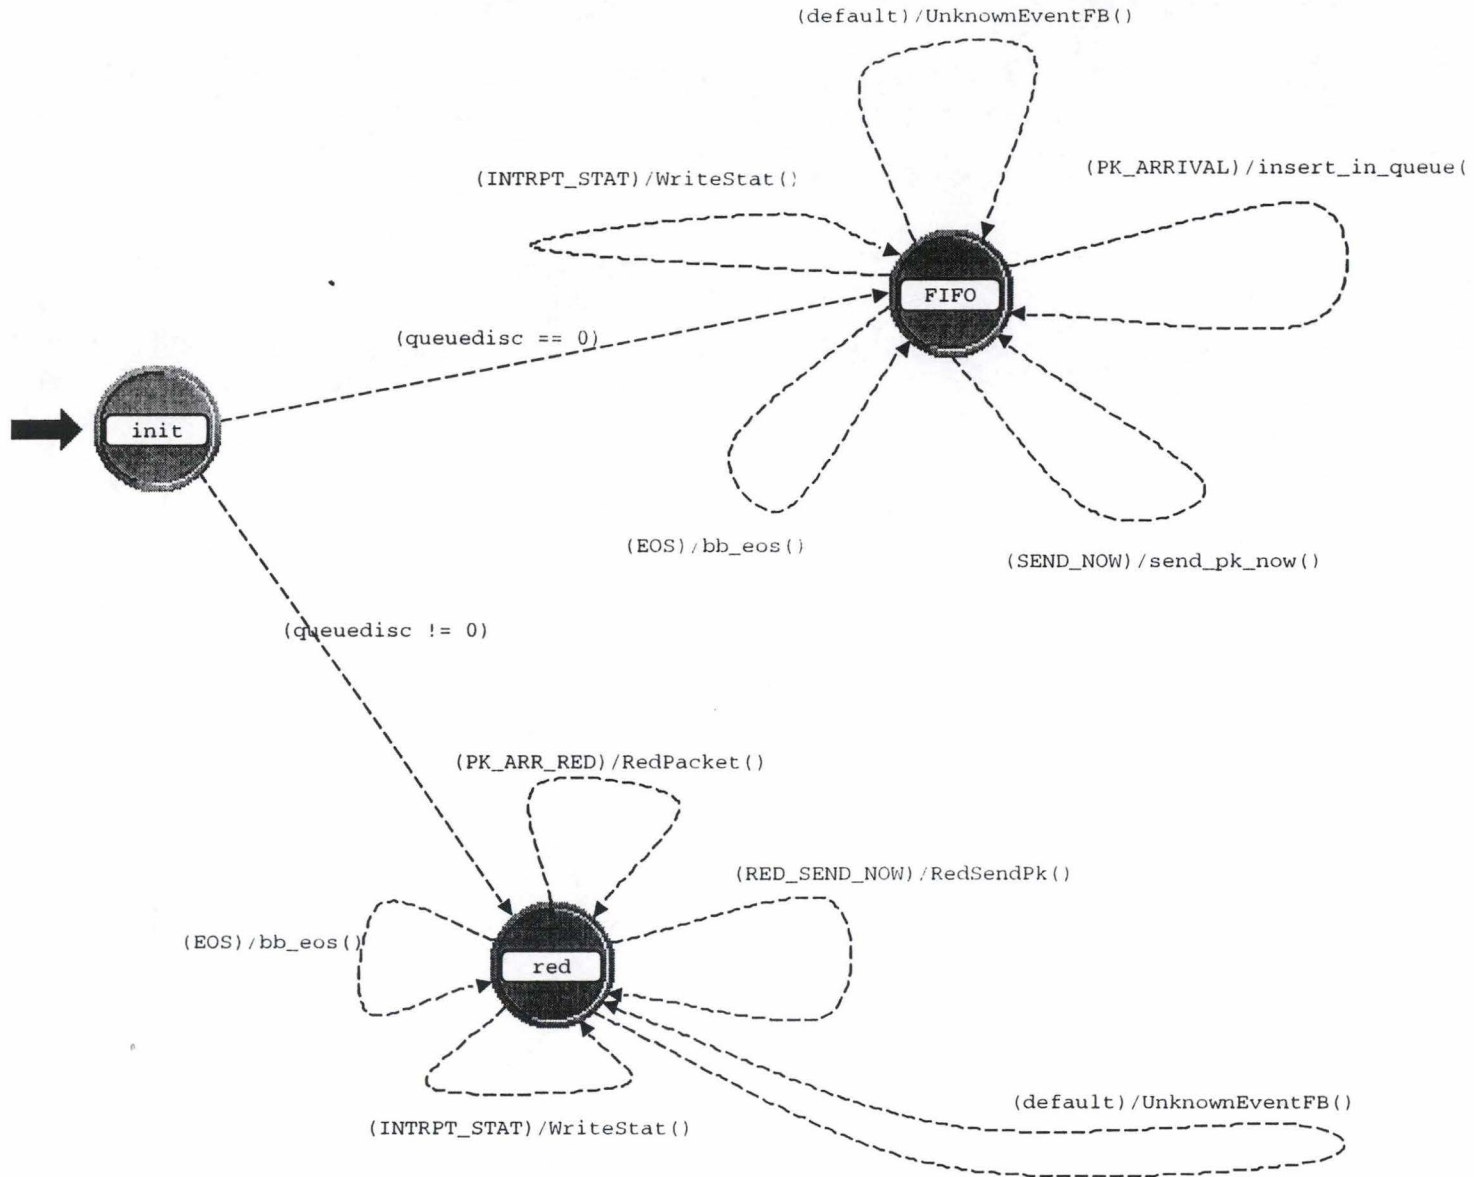 (default)/UnknownEventFB()
(PK_ARRIVAL)/insert_in_queue(
(INTRPT_STAT)/WriteStat()
FIFO
(queuedisc == 0)
init
(EOS)/bb_eos()
(SEND_NOW)/send_pk_now()
(queuedisc != 0)
(PK_ARR_RED)/RedPacket()
(RED_SEND_NOW)/RedSendPk()
(EOS)/bb_eos()
red
(default)/UnknownEventFB()
(INTRPT_STAT)/WriteStat()